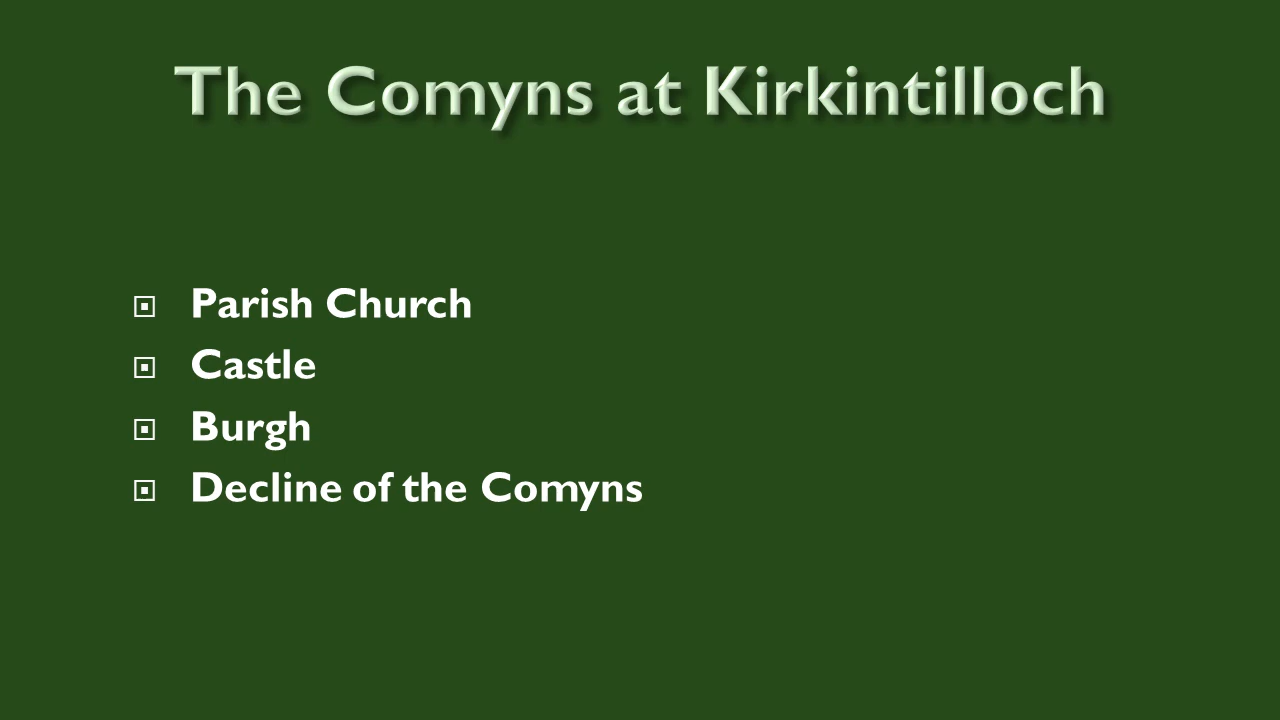 The Comyns at Kirkintilloch
Parish Church
Castle
Burgh
Decline of the Comyns